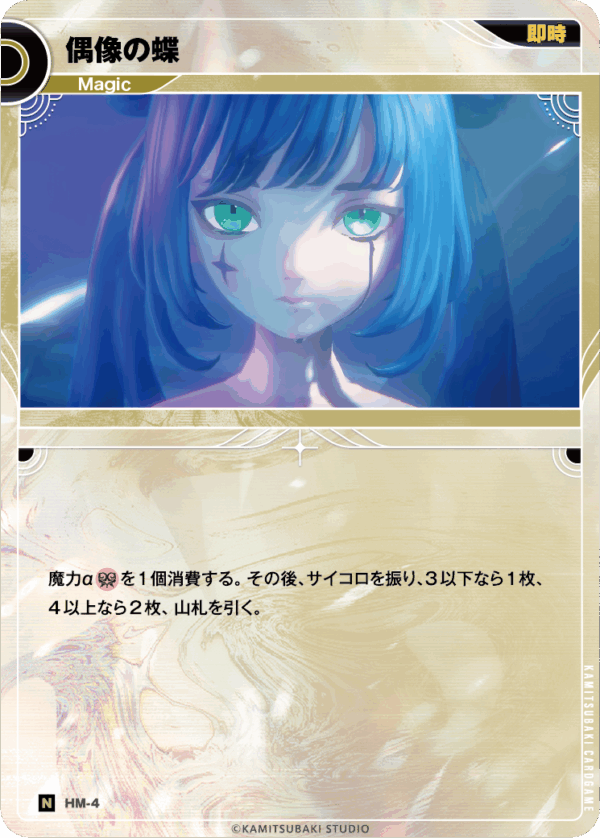 即時
偶像の蝶
Magic
魔力α を1個消費する。その後、サイコロを振り、3以下なら1枚、
4以上なら2枚、山札を引く。
KAMITSUBAKI CARDGAME
N HM-4
©KAMITSUBAKI STUDIO